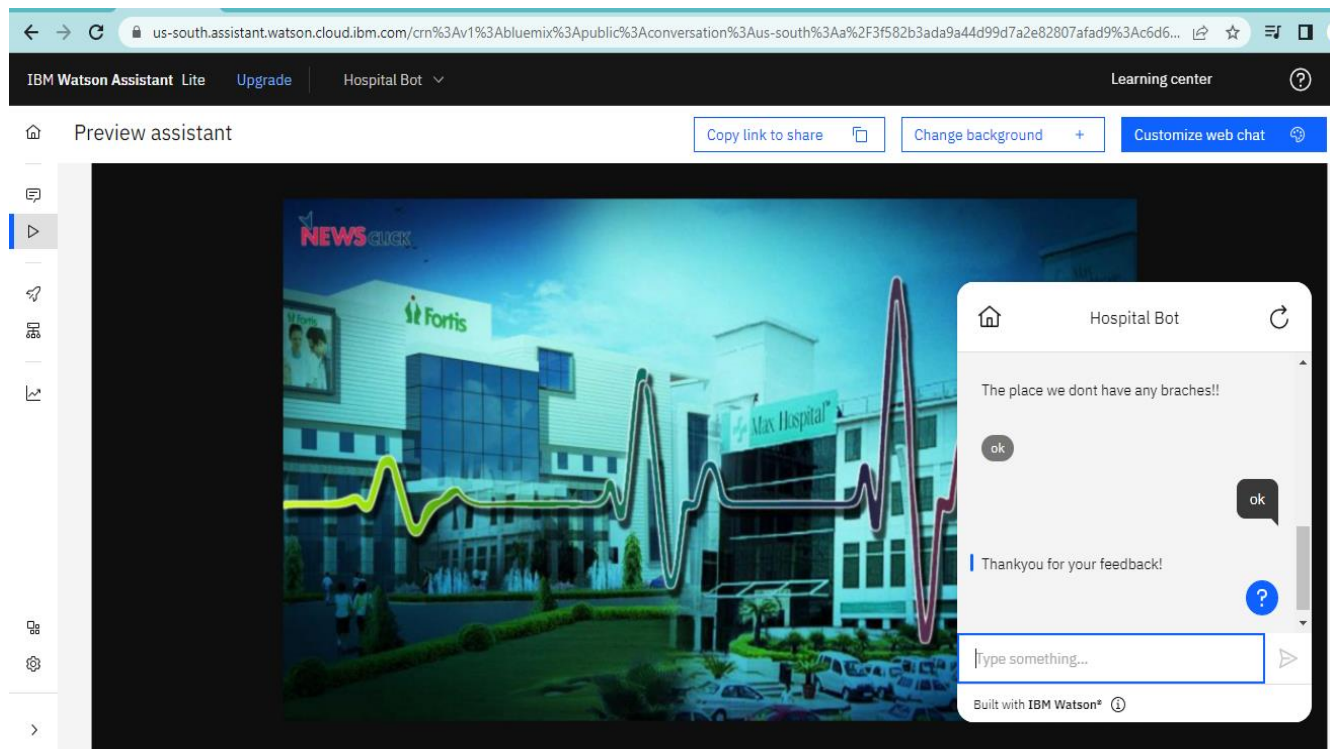 us-south.assistant.watson.cloud.ibm.com/crn%3Av1%3Abluemix%3Apublic%3Aconversation%3Aus-south%3Aa%2F3f582b3ada9a44d99d7a2e82807afad9%3Ac6d6...
IBM Watson Assistant Lite Upgrade Hospital Bot Learning center
Preview assistant Copy link to share Change background + Customize web chat
NEWSCLICK
Fortis
Fortis
Max Hospital
Hospital Bot
The place we dont have any braches!!
ok
ok
Thankyou for your feedback!
?
Type something...
Built with IBM Watson®